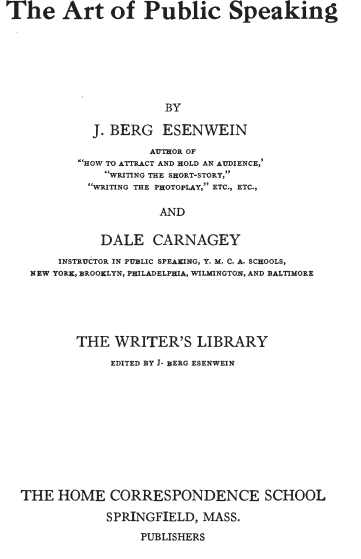 The Art of Public Speaking
BY
J. BERG ESENWEIN
AUTHOR OF
"'HOW TO ATTRACT AND HOLD AN AUDIENCE,'
"WRITING THE SHORT-STORY,"
"WRITING THE PHOTOPLAY," ETC., ETC.,
AND
DALE CARNAGEY
INSTRUCTOR IN PUBLIC SPEAKING, Y. M. C. A. SCHOOLS,
NEW YORK, BROOKLYN, PHILADELPHIA, WILMINGTON, AND BALTIMORE
THE WRITER'S LIBRARY
EDITED BY J. BERG ESENWEIN
THE HOME CORRESPONDENCE SCHOOL
SPRINGFIELD, MASS.
PUBLISHERS